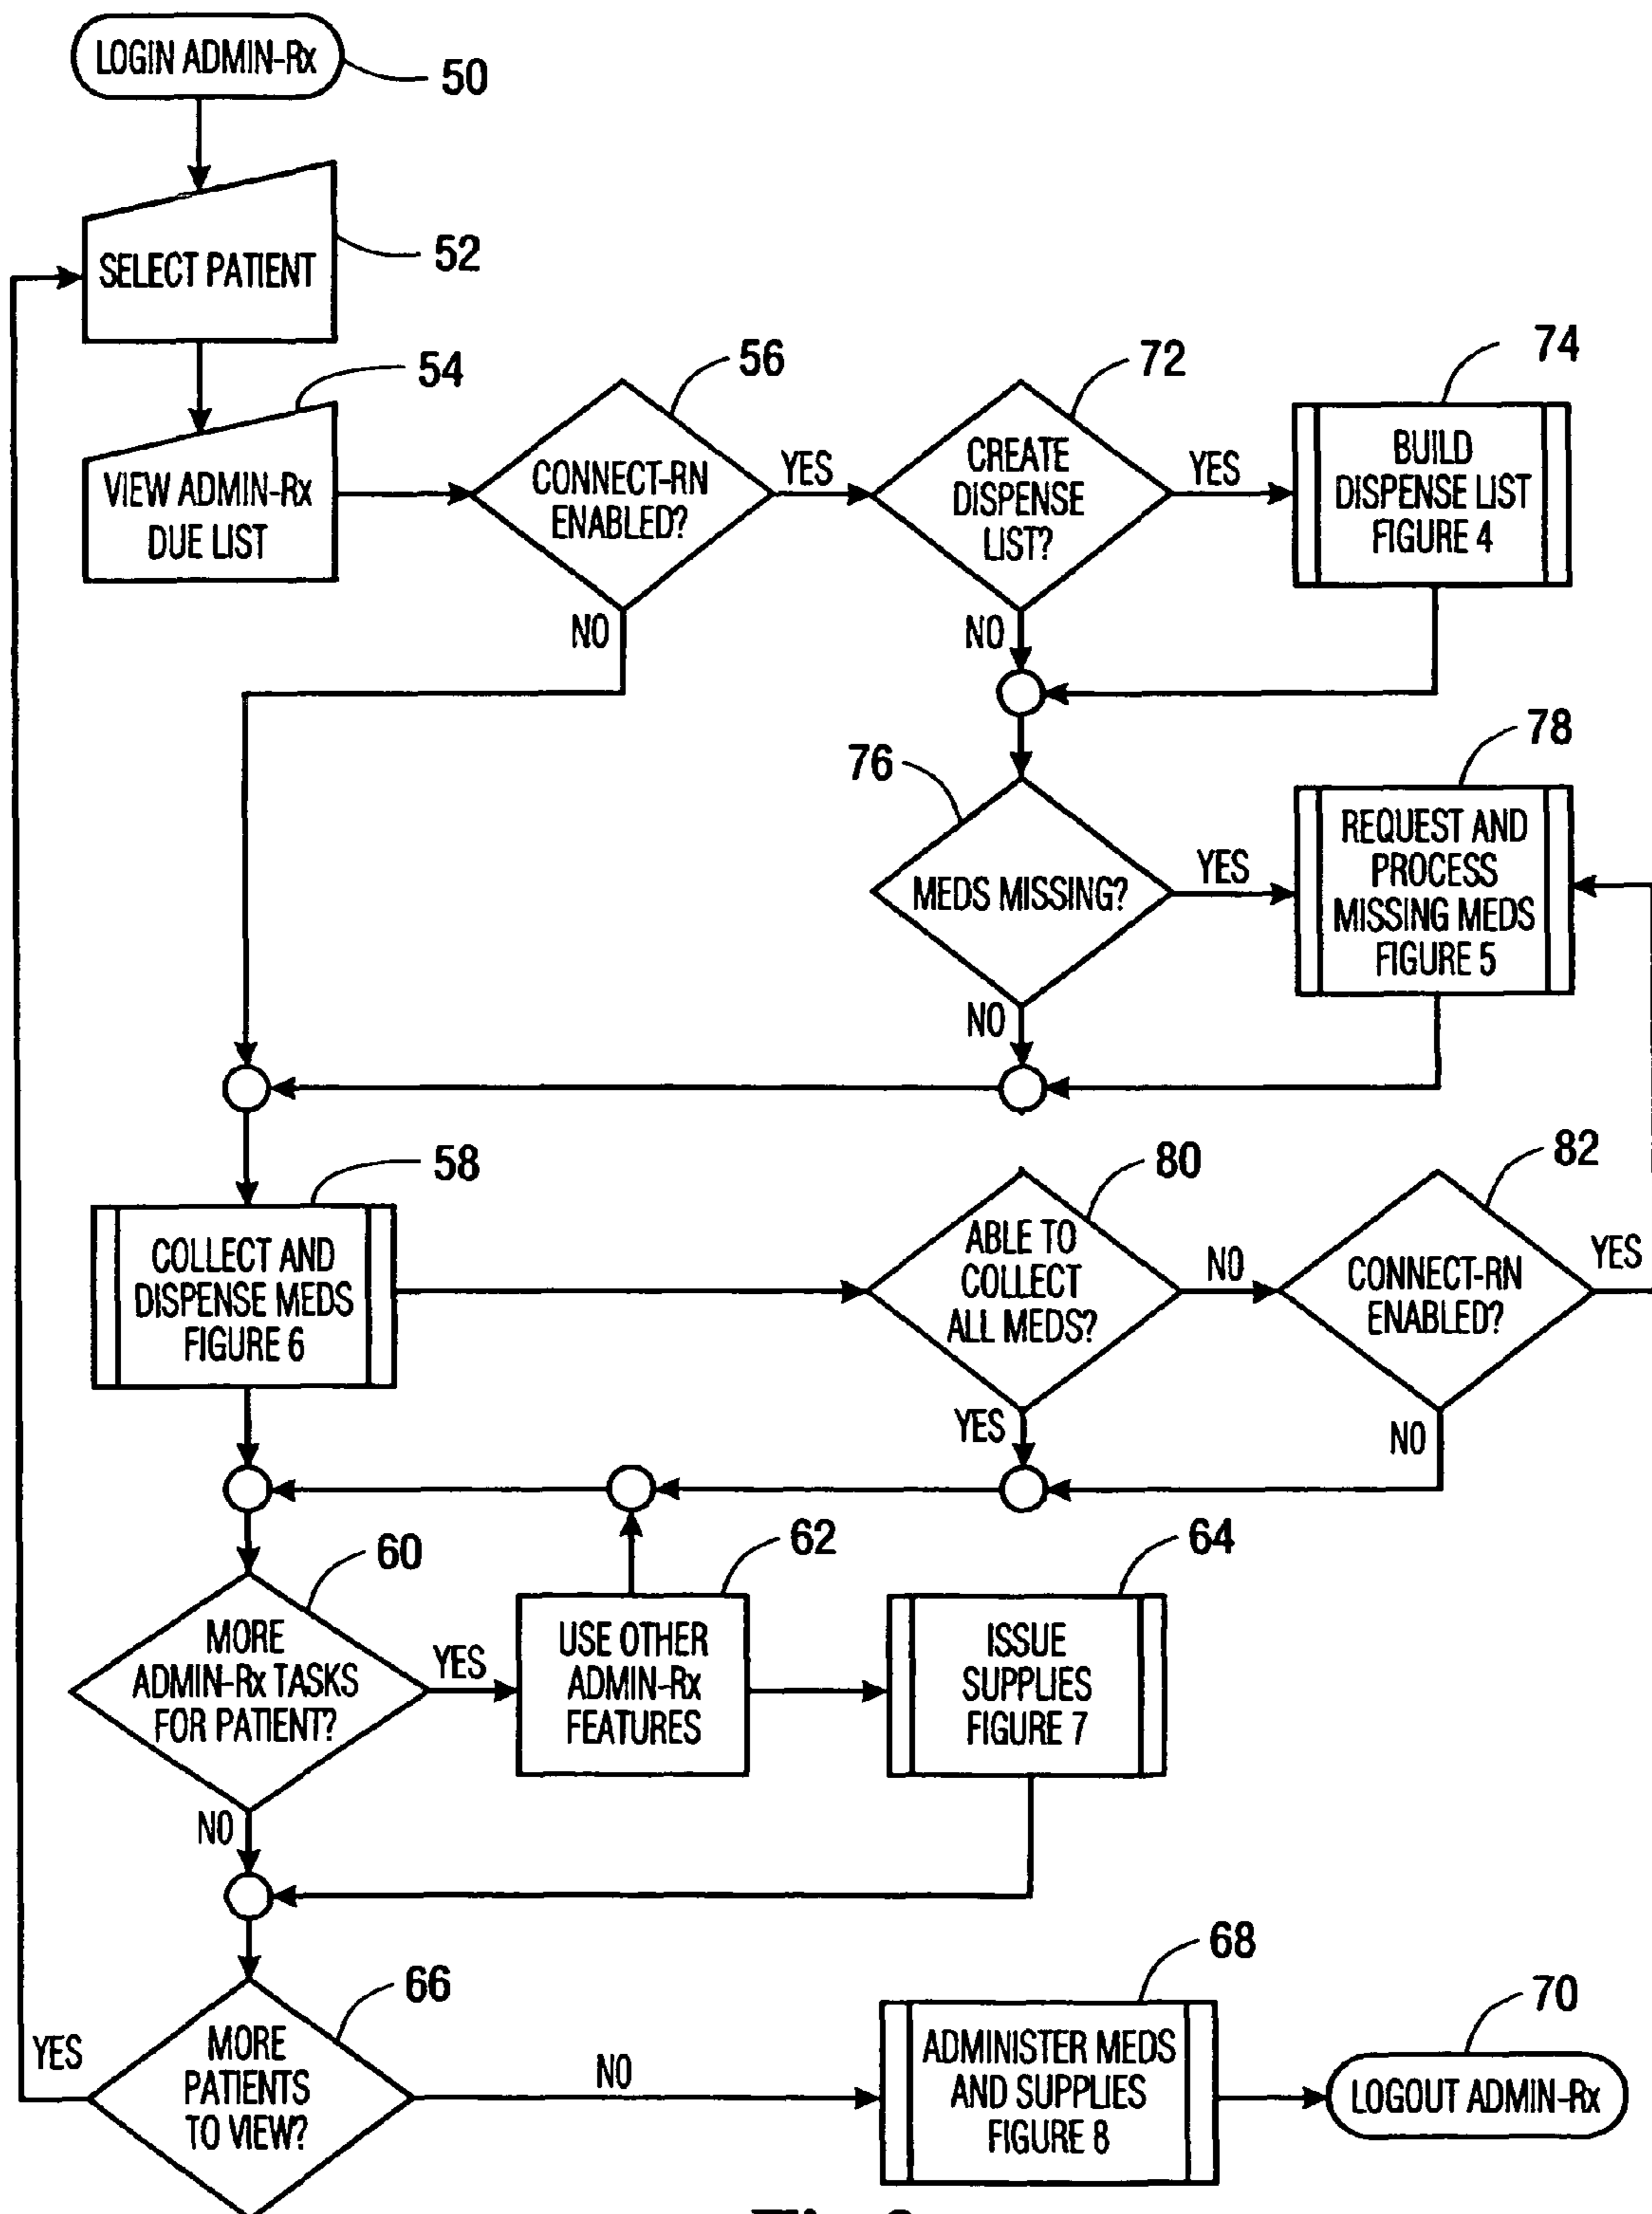 LOGIN ADMIN-Rx
50
SELECT PATIENT
52
VIEW ADMIN-Rx
DUE LIST
54
CONNECT-RN
ENABLED?
56
YES
NO
CREATE
DISPENSE
LIST?
72
YES
NO
BUILD
DISPENSE LIST
FIGURE 4
74
MEDS MISSING?
76
YES
NO
REQUEST AND
PROCESS
MISSING MEDS
FIGURE 5
78
COLLECT AND
DISPENSE MEDS
FIGURE 6
58
ABLE TO
COLLECT
ALL MEDS?
80
NO
YES
CONNECT-RN
ENABLED?
82
YES
NO
MORE
ADMIN-Rx TASKS
FOR PATIENT?
60
YES
NO
USE OTHER
ADMIN-Rx
FEATURES
62
ISSUE
SUPPLIES
FIGURE 7
64
MORE
PATIENTS
TO VIEW?
66
YES
NO
ADMINISTER MEDS
AND SUPPLIES
FIGURE 8
68
LOGOUT ADMIN-Rx
70